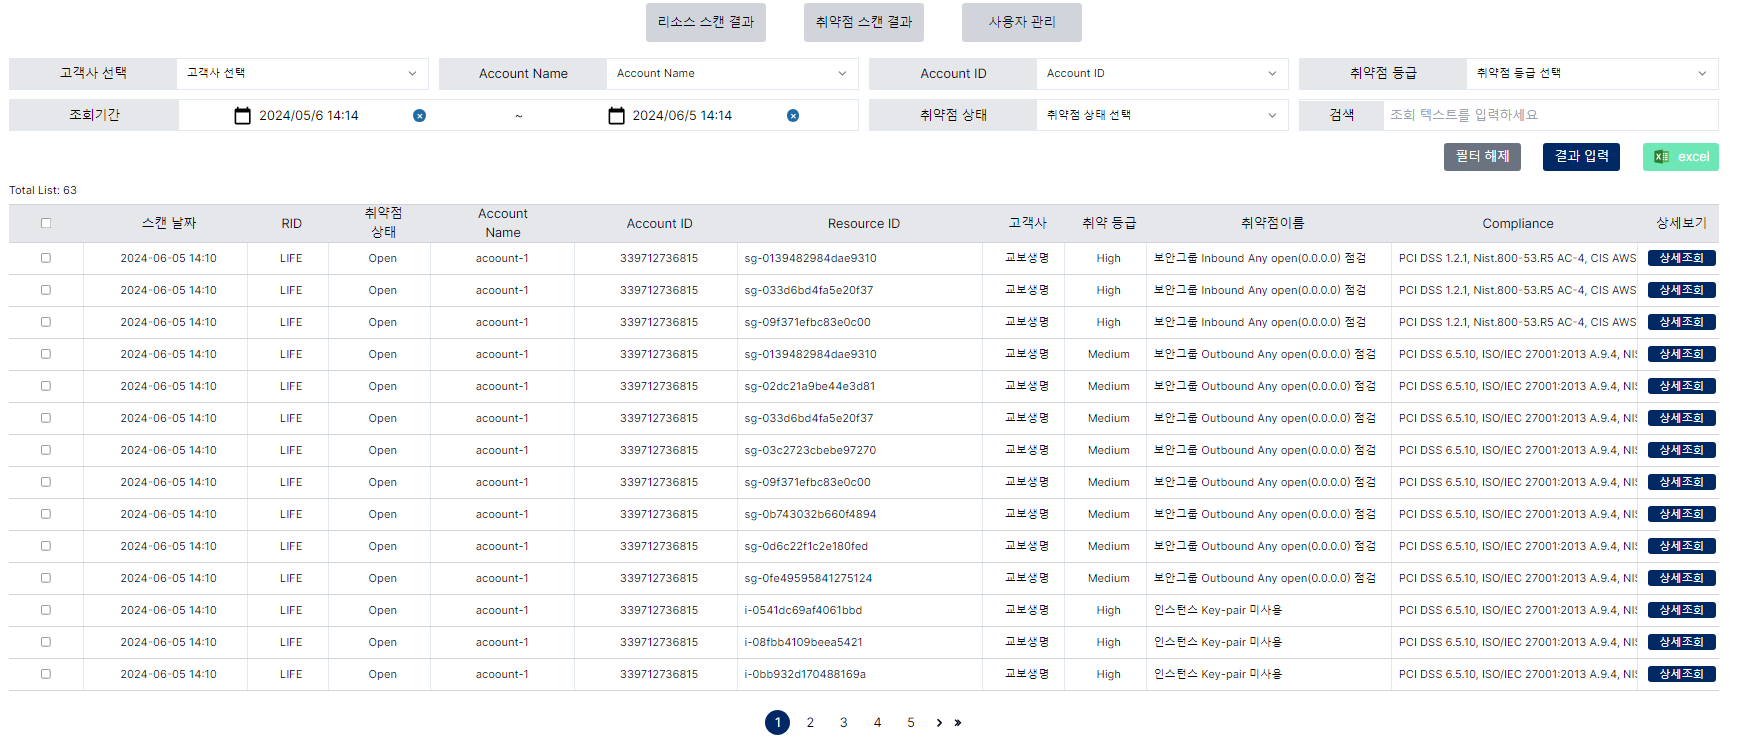 리소스 스캔 결과 취약점 스캔 결과 사용자 관리
고객사 선택 고객사 선택 Account Name Account Name Account ID Account ID 취약점 등급 취약점 등급 선택
조회기간 2024/05/6 14:14 ~ 2024/06/5 14:14 취약점 상태 취약점 상태 선택 검색 조회 텍스트를 입력하세요
필터 해제 결과 입력 excel
Total List: 63
스캔 날짜 RID 취약점 상태 Account Name Account ID Resource ID 고객사 취약 등급 취약점이름 Compliance 상세보기
2024-06-05 14:10 LIFE Open acoount-1 339712736815 sg-0139482984dae9310 교보생명 High 보안그룹 Inbound Any open(0.0.0.0) 점검 PCI DSS 1.2.1, Nist.800-53.R5 AC-4, CIS AWS 상세조회
2024-06-05 14:10 LIFE Open acoount-1 339712736815 sg-033d6bd4fa5e20f37 교보생명 High 보안그룹 Inbound Any open(0.0.0.0) 점검 PCI DSS 1.2.1, Nist.800-53.R5 AC-4, CIS AWS 상세조회
2024-06-05 14:10 LIFE Open acoount-1 339712736815 sg-09f371efbc83e0c00 교보생명 High 보안그룹 Inbound Any open(0.0.0.0) 점검 PCI DSS 1.2.1, Nist.800-53.R5 AC-4, CIS AWS 상세조회
2024-06-05 14:10 LIFE Open acoount-1 339712736815 sg-0139482984dae9310 교보생명 Medium 보안그룹 Outbound Any open(0.0.0.0) 점검 PCI DSS 6.5.10, ISO/IEC 27001:2013 A.9.4, 상세조회
2024-06-05 14:10 LIFE Open acoount-1 339712736815 sg-02dc21a9be44e3d81 교보생명 Medium 보안그룹 Outbound Any open(0.0.0.0) 점검 PCI DSS 6.5.10, ISO/IEC 27001:2013 A.9.4, 상세조회
2024-06-05 14:10 LIFE Open acoount-1 339712736815 sg-033d6bd4fa5e20f37 교보생명 Medium 보안그룹 Outbound Any open(0.0.0.0) 점검 PCI DSS 6.5.10, ISO/IEC 27001:2013 A.9.4, 상세조회
2024-06-05 14:10 LIFE Open acoount-1 339712736815 sg-03c2723cbebe97270 교보생명 Medium 보안그룹 Outbound Any open(0.0.0.0) 점검 PCI DSS 6.5.10, ISO/IEC 27001:2013 A.9.4, 상세조회
2024-06-05 14:10 LIFE Open acoount-1 339712736815 sg-09f371efbc83e0c00 교보생명 Medium 보안그룹 Outbound Any open(0.0.0.0) 점검 PCI DSS 6.5.10, ISO/IEC 27001:2013 A.9.4, 상세조회
2024-06-05 14:10 LIFE Open acoount-1 339712736815 sg-0b743032b660f4894 교보생명 Medium 보안그룹 Outbound Any open(0.0.0.0) 점검 PCI DSS 6.5.10, ISO/IEC 27001:2013 A.9.4, 상세조회
2024-06-05 14:10 LIFE Open acoount-1 339712736815 sg-0d6c22f1c2e180fed 교보생명 Medium 보안그룹 Outbound Any open(0.0.0.0) 점검 PCI DSS 6.5.10, ISO/IEC 27001:2013 A.9.4, 상세조회
2024-06-05 14:10 LIFE Open acoount-1 339712736815 sg-0fe49595841275124 교보생명 Medium 보안그룹 Outbound Any open(0.0.0.0) 점검 PCI DSS 6.5.10, ISO/IEC 27001:2013 A.9.4, 상세조회
2024-06-05 14:10 LIFE Open acoount-1 339712736815 i-0541dc69af4061bbd 교보생명 High 인스턴스 Key-pair 미사용 PCI DSS 6.5.10, ISO/IEC 27001:2013 A.9.4, 상세조회
2024-06-05 14:10 LIFE Open acoount-1 339712736815 i-08fbb4109beea5421 교보생명 High 인스턴스 Key-pair 미사용 PCI DSS 6.5.10, ISO/IEC 27001:2013 A.9.4, 상세조회
2024-06-05 14:10 LIFE Open acoount-1 339712736815 i-0bb932d170488169a 교보생명 High 인스턴스 Key-pair 미사용 PCI DSS 6.5.10, ISO/IEC 27001:2013 A.9.4, 상세조회
1 2 3 4 5 › »